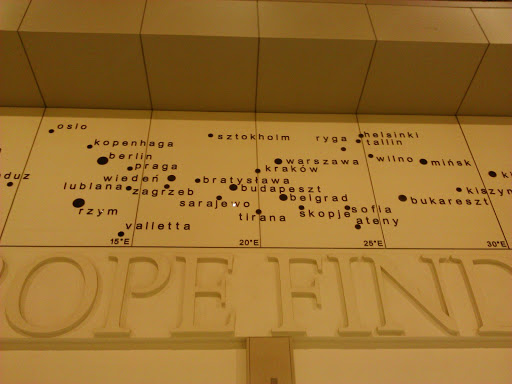 oslo
kopenhaga
sztokholm
ryga
helsinki
tallin
berlin
praga
warszawa
wilno
mińsk
kraków
duz
wiedeń
bratysława
lublana
zagrzeb
budapeszt
kiszyn
sarajevo
belgrad
bukareszt
rzym
tirana
skopje
sofia
ateny
valletta
15°E
20°E
25°E
30°E
OPE FIND